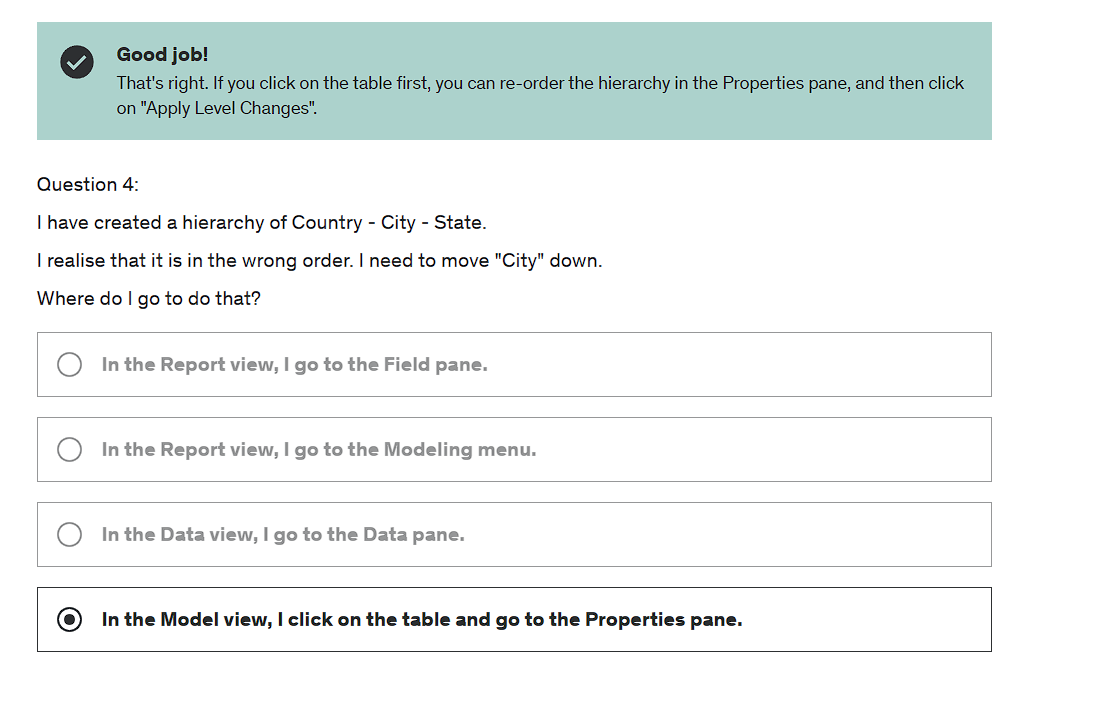 Good job!
That's right. If you click on the table first, you can re-order the hierarchy in the Properties pane, and then click
on "Apply Level Changes".
Question 4:
I have created a hierarchy of Country - City - State.
I realise that it is in the wrong order. I need to move "City" down.
Where do I go to do that?
In the Report view, I go to the Field pane.
In the Report view, I go to the Modeling menu.
In the Data view, I go to the Data pane.
In the Model view, I click on the table and go to the Properties pane.